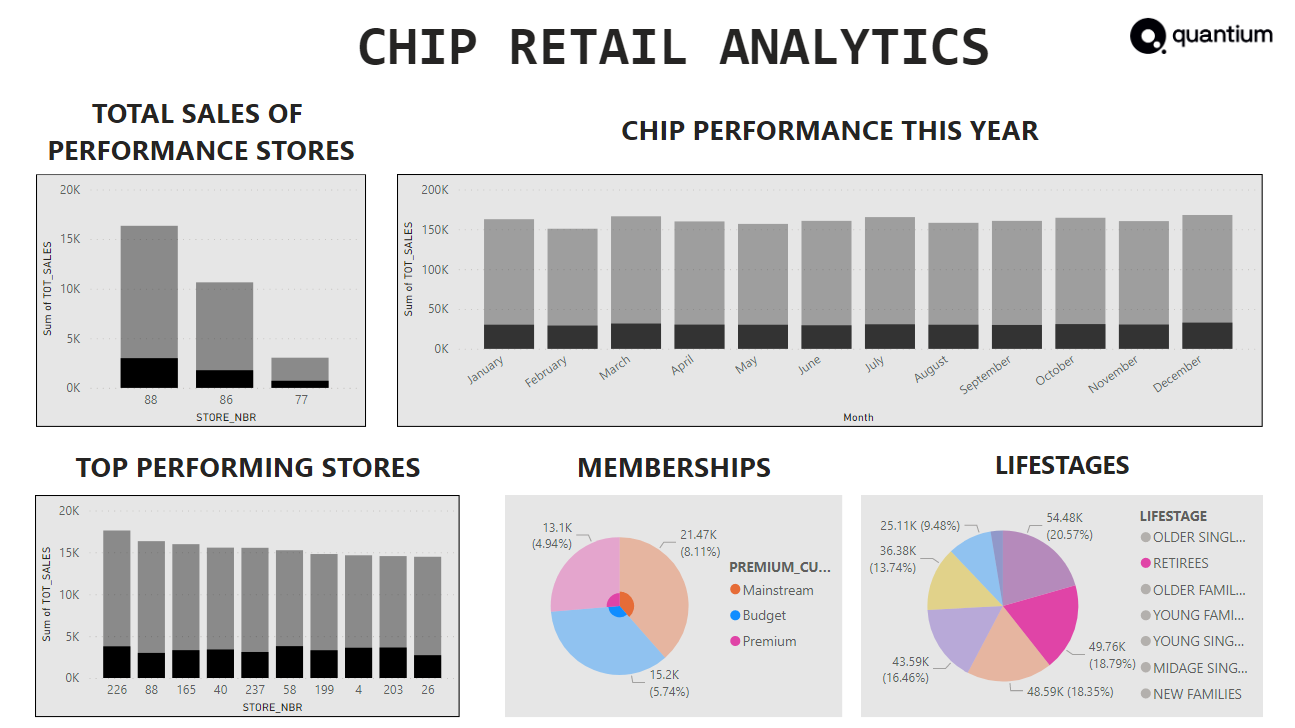 CHIP RETAIL ANALYTICS
quantium
TOTAL SALES OF
PERFORMANCE STORES
20K
15K
10K
5K
0K
Sum of TOT_SALES
88 86 77
STORE_NBR
CHIP PERFORMANCE THIS YEAR
200K
150K
100K
50K
0K
Sum of TOT_SALES
January February March April May June July August September October November December
Month
TOP PERFORMING STORES
20K
15K
10K
5K
0K
Sum of TOT_SALES
226 88 165 40 237 58 199 4 203 26
STORE_NBR
MEMBERSHIPS
13.1K
(4.94%)
21.47K
(8.11%)
15.2K
(5.74%)
PREMIUM_CU...
Mainstream
Budget
Premium
LIFESTAGES
25.11K (9.48%)
54.48K
(20.57%)
36.38K
(13.74%)
49.76K
(18.79%)
43.59K
(16.46%)
48.59K (18.35%)
LIFESTAGE
OLDER SINGL...
RETIREES
OLDER FAMIL...
YOUNG FAMI...
YOUNG SING...
MIDAGE SING...
NEW FAMILIES